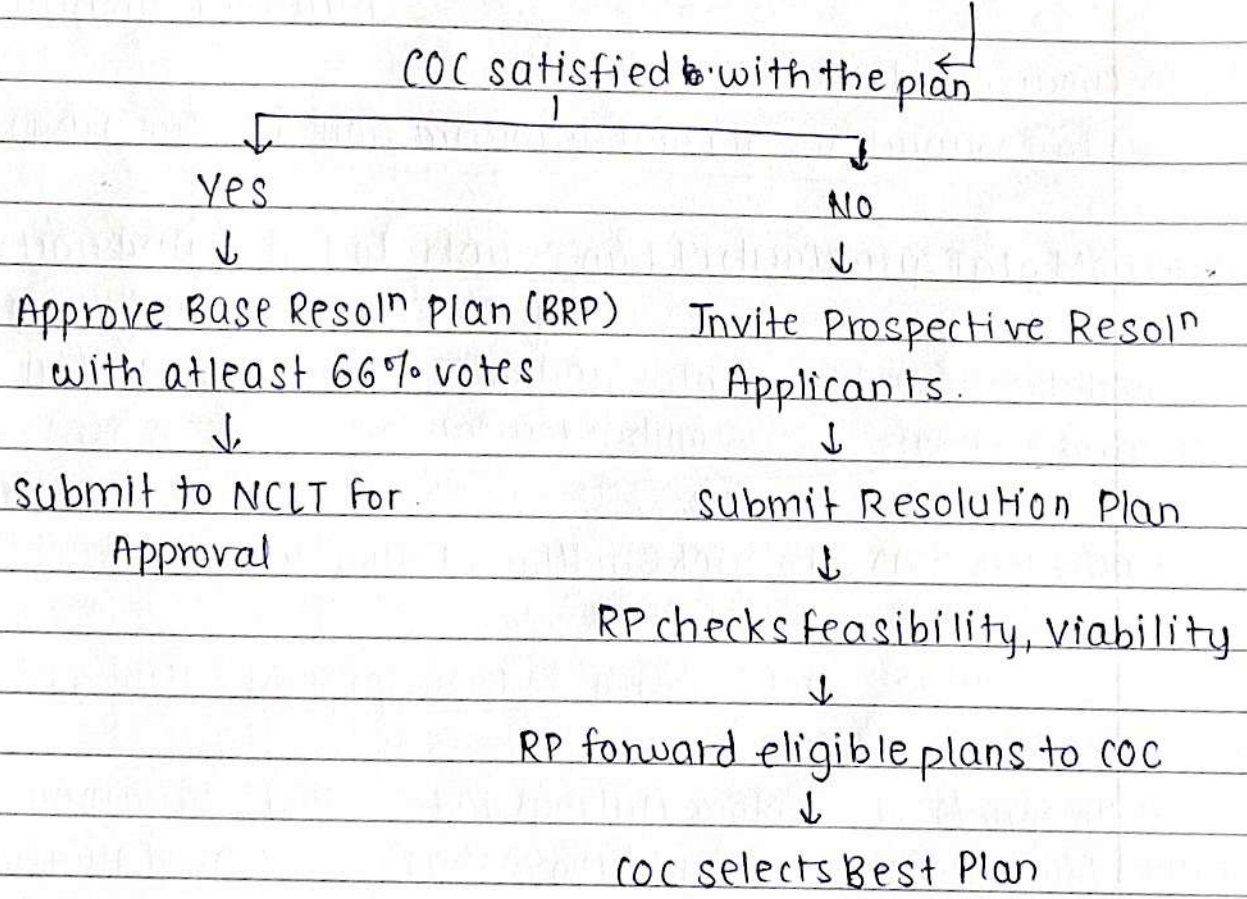 COC satisfied with the plan
Yes
NO
Approve Base Resolⁿ Plan (BRP)
with atleast 66% votes
Invite Prospective Resolⁿ
Applicants.
Submit to NCLT for
Approval
Submit Resolution Plan
RP checks feasibility, Viability
RP forward eligible plans to COC
COC selects Best Plan